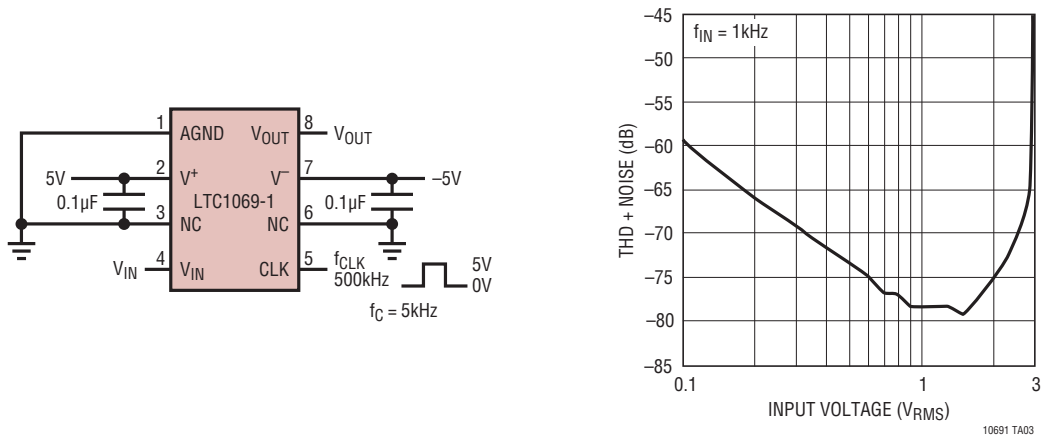 1 AGND VOUT 8 VOUT
5V 2 V+ V– 7 –5V
0.1µF LTC1069-1 0.1µF
3 NC NC 6
VIN 4 VIN CLK 5 fCLK
500kHz
5V
0V
fC = 5kHz
fIN = 1kHz
–45
–50
–55
–60
–65
–70
–75
–80
–85
THD + NOISE (dB)
0.1 1 3
INPUT VOLTAGE (VRMS)
10691 TA03